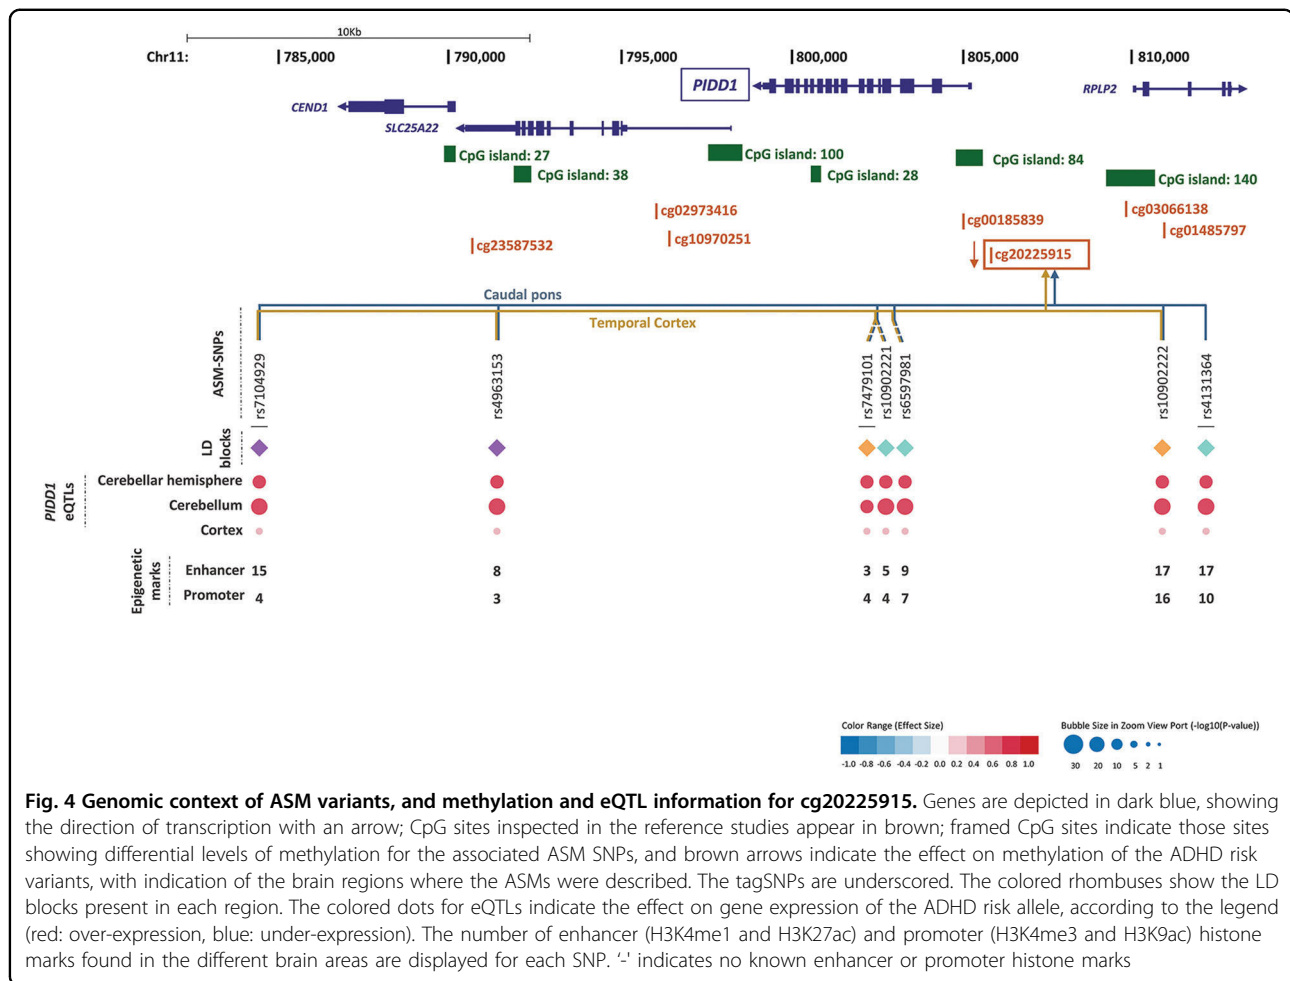 10Kb
Chr11: 785,000 790,000 795,000 800,000 805,000 810,000
PIDD1
RPLP2
CEND1
SLC25A22
CpG island: 27
CpG island: 100
CpG island: 84
CpG island: 38
CpG island: 28
CpG island: 140
cg02973416
cg03066138
cg00185839
cg01485797
cg23587532
cg10970251
cg20225915
Caudal pons
Temporal Cortex
ASM-SNPs
rs7104929
rs4963153
rs7479101
rs10902221
rs6597981
rs10902222
rs4131364
LD
blocks
PIDD1
eQTLs
Cerebellar hemisphere
Cerebellum
Cortex
Epigenetic
marks
Enhancer 15 8 3 5 9 17 17
Promoter 4 3 4 4 7 16 10
Color Range (Effect Size)
-1.0 -0.8 -0.6 -0.4 -0.2 0.0 0.2 0.4 0.6 0.8 1.0
Bubble Size in Zoom View Port (-log10(P-value))
30 20 10 5 2 1
Fig. 4 Genomic context of ASM variants, and methylation and eQTL information for cg20225915. Genes are depicted in dark blue, showing
the direction of transcription with an arrow; CpG sites inspected in the reference studies appear in brown; framed CpG sites indicate those sites
showing differential levels of methylation for the associated ASM SNPs, and brown arrows indicate the effect on methylation of the ADHD risk
variants, with indication of the brain regions where the ASMs were described. The tagSNPs are underscored. The colored rhombuses show the LD
blocks present in each region. The colored dots for eQTLs indicate the effect on gene expression of the ADHD risk allele, according to the legend
(red: over-expression, blue: under-expression). The number of enhancer (H3K4me1 and H3K27ac) and promoter (H3K4me3 and H3K9ac) histone
marks found in the different brain areas are displayed for each SNP. ‘-’ indicates no known enhancer or promoter histone marks